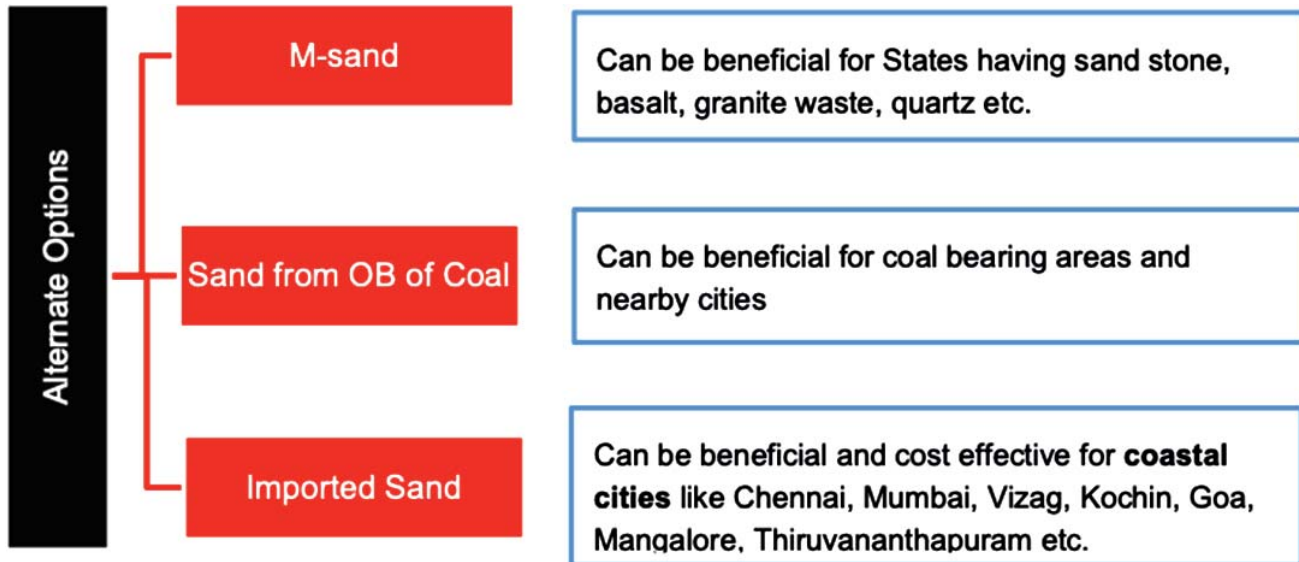 Alternate Options
M-sand
Can be beneficial for States having sand stone,
basalt, granite waste, quartz etc.
Sand from OB of Coal
Can be beneficial for coal bearing areas and
nearby cities
Imported Sand
Can be beneficial and cost effective for coastal
cities like Chennai, Mumbai, Vizag, Kochin, Goa,
Mangalore, Thiruvananthapuram etc.